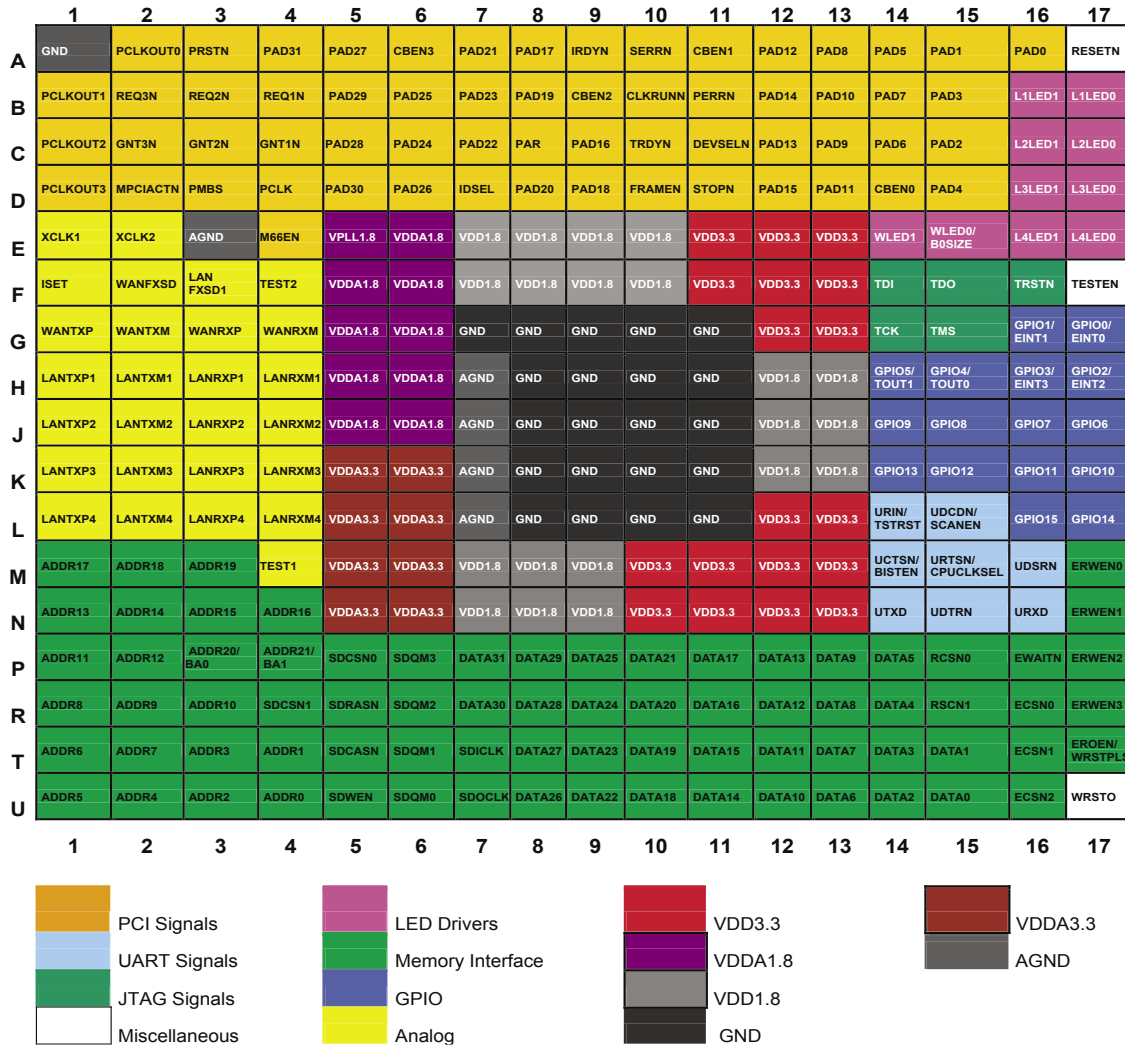 1 2 3 4 5 6 7 8 9 10 11 12 13 14 15 16 17
A GND PCLKOUT0 PRSTN PAD31 PAD27 CBEN3 PAD21 PAD17 IRDYN SERRN CBEN1 PAD12 PAD8 PAD5 PAD1 PAD0 RESETN
B PCLKOUT1 REQ3N REQ2N REQ1N PAD29 PAD25 PAD23 PAD19 CBEN2 CLKRUNN PERRN PAD14 PAD10 PAD7 PAD3 L1LED1 L1LED0
C PCLKOUT2 GNT3N GNT2N GNT1N PAD28 PAD24 PAD22 PAR PAD16 TRDYN DEVSELN PAD13 PAD9 PAD6 PAD2 L2LED1 L2LED0
D PCLKOUT3 MPCIACTN PMBS PCLK PAD30 PAD26 IDSEL PAD20 PAD18 FRAMEN STOPN PAD15 PAD11 CBEN0 PAD4 L3LED1 L3LED0
E XCLK1 XCLK2 AGND M66EN VPLL1.8 VDDA1.8 VDD1.8 VDD1.8 VDD1.8 VDD1.8 VDD3.3 VDD3.3 VDD3.3 WLED1 WLED0/ B0SIZE L4LED1 L4LED0
F ISET WANFXSD LAN FXSD1 TEST2 VDDA1.8 VDDA1.8 VDD1.8 VDD1.8 VDD1.8 VDD1.8 VDD3.3 VDD3.3 VDD3.3 TDI TDO TRSTN TESTEN
G WANTXP WANTXM WANRXP WANRXM VDDA1.8 VDDA1.8 GND GND GND GND GND VDD3.3 VDD3.3 TCK TMS GPIO1/ EINT1 GPIO0/ EINT0
H LANTXP1 LANTXM1 LANRXP1 LANRXM1 VDDA1.8 VDDA1.8 AGND GND GND GND GND VDD1.8 VDD1.8 GPIO5/ TOUT1 GPIO4/ TOUT0 GPIO3/ EINT3 GPIO2/ EINT2
J LANTXP2 LANTXM2 LANRXP2 LANRXM2 VDDA1.8 VDDA1.8 AGND GND GND GND GND VDD1.8 VDD1.8 GPIO9 GPIO8 GPIO7 GPIO6
K LANTXP3 LANTXM3 LANRXP3 LANRXM3 VDDA3.3 VDDA3.3 AGND GND GND GND GND VDD1.8 VDD1.8 GPIO13 GPIO12 GPIO11 GPIO10
L LANTXP4 LANTXM4 LANRXP4 LANRXM4 VDDA3.3 VDDA3.3 AGND GND GND GND GND VDD3.3 VDD3.3 URIN/ TSTRST UDCDN/ SCANEN GPIO15 GPIO14
M ADDR17 ADDR18 ADDR19 TEST1 VDDA3.3 VDDA3.3 VDD1.8 VDD1.8 VDD1.8 VDD3.3 VDD3.3 VDD3.3 VDD3.3 UCTSN/ BISTEN URTSN/ CPUCLKSEL UDSRN ERWEN0
N ADDR13 ADDR14 ADDR15 ADDR16 VDDA3.3 VDDA3.3 VDD1.8 VDD1.8 VDD1.8 VDD3.3 VDD3.3 VDD3.3 VDD3.3 UTXD UDTRN URXD ERWEN1
P ADDR11 ADDR12 ADDR20/ BA0 ADDR21/ BA1 SDCSN0 SDQM3 DATA31 DATA29 DATA25 DATA21 DATA17 DATA13 DATA9 DATA5 RCSN0 EWAITN ERWEN2
R ADDR8 ADDR9 ADDR10 SDCSN1 SDRASN SDQM2 DATA30 DATA28 DATA24 DATA20 DATA16 DATA12 DATA8 DATA4 RSCN1 ECSN0 ERWEN3
T ADDR6 ADDR7 ADDR3 ADDR1 SDCASN SDQM1 SDICLK DATA27 DATA23 DATA19 DATA15 DATA11 DATA7 DATA3 DATA1 ECSN1 EROEN/ WRSTPLS
U ADDR5 ADDR4 ADDR2 ADDR0 SDWEN SDQM0 SDOCLK DATA26 DATA22 DATA18 DATA14 DATA10 DATA6 DATA2 DATA0 ECSN2 WRSTO
1 2 3 4 5 6 7 8 9 10 11 12 13 14 15 16 17
PCI Signals LED Drivers VDD3.3 VDDA3.3
UART Signals Memory Interface VDDA1.8 AGND
JTAG Signals GPIO VDD1.8
Miscellaneous Analog GND